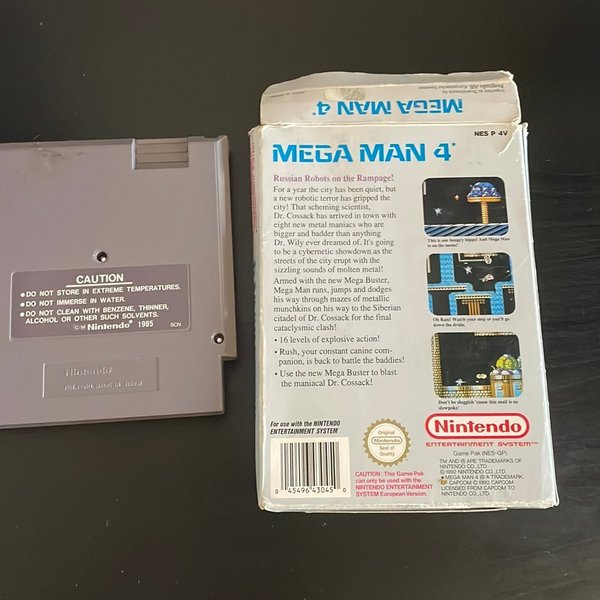 CAUTION
• DO NOT STORE IN EXTREME TEMPERATURES.
• DO NOT IMMERSE IN WATER.
• DO NOT CLEAN WITH BENZENE, THINNER,
ALCOHOL OR OTHER SUCH SOLVENTS.
Nintendo® 1985 SCN
Nintendo®
MEGA MAN 4
NES P 4V
MEGA MAN 4*
Russian Robots on the Rampage!
For a year the city has been quiet, but
a new robotic terror has gripped the
city! That scheming scientist,
Dr. Cossack has arrived in town with
eight new metal maniacs who are
bigger and badder than anything
Dr. Wily ever dreamed of. It's going
to be a cybernetic showdown as the
streets of the city erupt with the
sizzling sounds of molten metal!
Armed with the new Mega Buster,
Mega Man runs, jumps and dodges
his way through mazes of metallic
munchkins on his way to the Siberian
citadel of Dr. Cossack for the final
cataclysmic clash!
• 16 levels of explosive action!
• Rush, your constant canine com-
panion, is back to battle the baddies!
• Use the new Mega Buster to blast
the maniacal Dr. Cossack!
This is one hungry hippo! And Mega Man
is on the menu!
Oh Rats! Watch your step or you'll go
down the drain.
Don't be sluggish 'cause this snail is no
slowpoke!
For use with the NINTENDO
ENTERTAINMENT SYSTEM
0 45496 43045 0
Original
Nintendo
Seal of
Quality
CAUTION: This Game Pak
can only be used with the
NINTENDO ENTERTAINMENT
SYSTEM European Version.
Nintendo®
ENTERTAINMENT SYSTEM™
Game Pak (NES-GP)
TM AND ® ARE TRADEMARKS OF
NINTENDO CO., LTD.
© 1992 NINTENDO CO., LTD.
* MEGA MAN 4 IS A TRADEMARK
OF CAPCOM © 1992, CAPCOM
LICENSED FROM CAPCOM TO
NINTENDO CO., LTD.